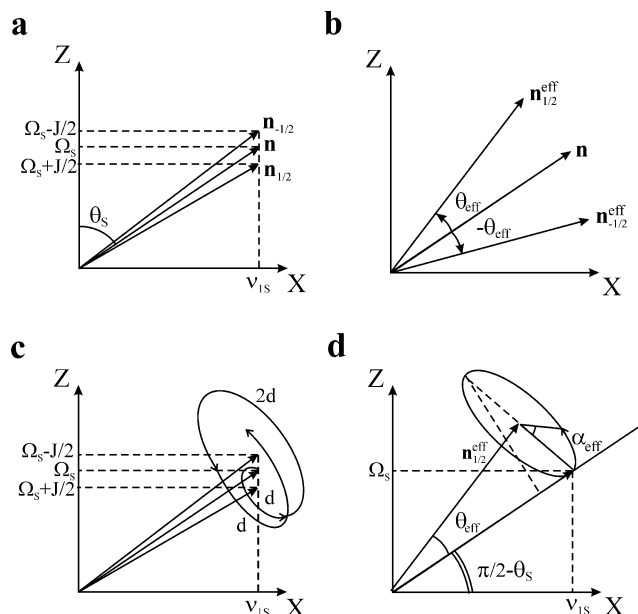 a
Z
Ω_S-J/2
Ω_S
Ω_S+J/2
n_-1/2
n
n_1/2
θ_S
ν_1S
X
b
Z
n^eff_1/2
n
n^eff_-1/2
θ_eff
-θ_eff
X
c
Z
2d
Ω_S-J/2
Ω_S
Ω_S+J/2
d
d
ν_1S
X
d
Z
α_eff
n^eff_1/2
Ω_S
θ_eff
π/2-θ_S
ν_1S
X